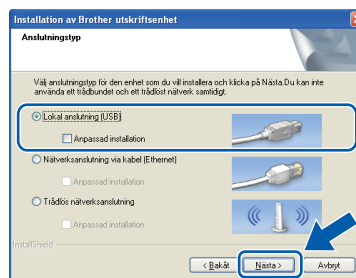 Installation av Brother utskriftsenhet
Anslutningstyp
Välj anslutningstyp för den enhet som du vill installera och klicka på Nästa.Du kan inte
använda ett trådbundet och ett trådlöst nätverk samtidigt.
Lokal anslutning (USB)
Anpassad installation
Nätverksanslutning via kabel (Ethernet)
Anpassad installation
Trådlös nätverksanslutning
Anpassad installation
InstallShield
< Bakåt
Nästa >
Avbryt